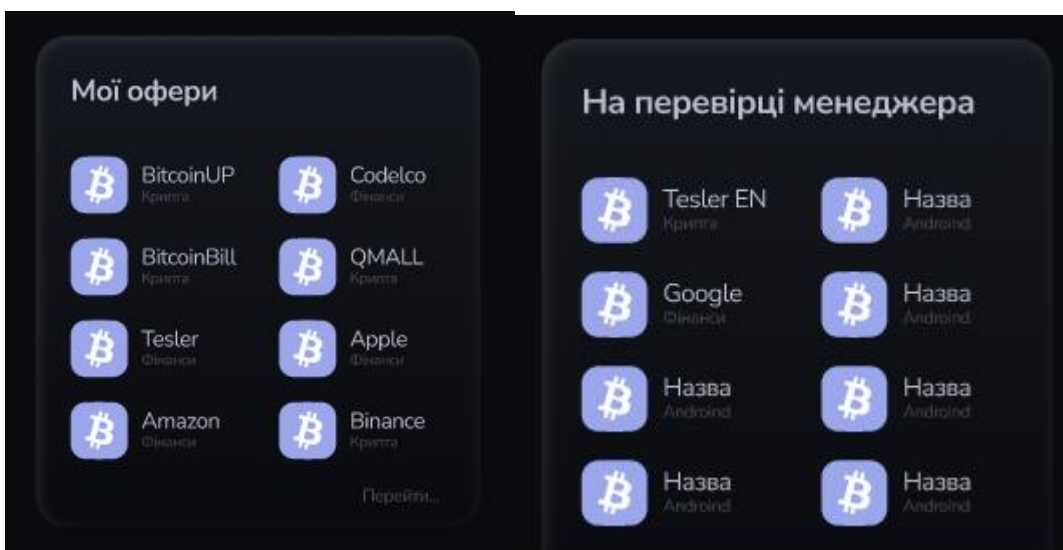 Мої офери
BitcoinUP
Крипта
Codelco
Фінанси
BitcoinBill
Крипта
QMALL
Крипта
Tesler
Фінанси
Apple
Фінанси
Amazon
Фінанси
Binance
Крипта
Перейти...
На перевірці менеджера
Tesler EN
Крипта
Назва
Androind
Google
Фінанси
Назва
Androind
Назва
Androind
Назва
Androind
Назва
Androind
Назва
Androind